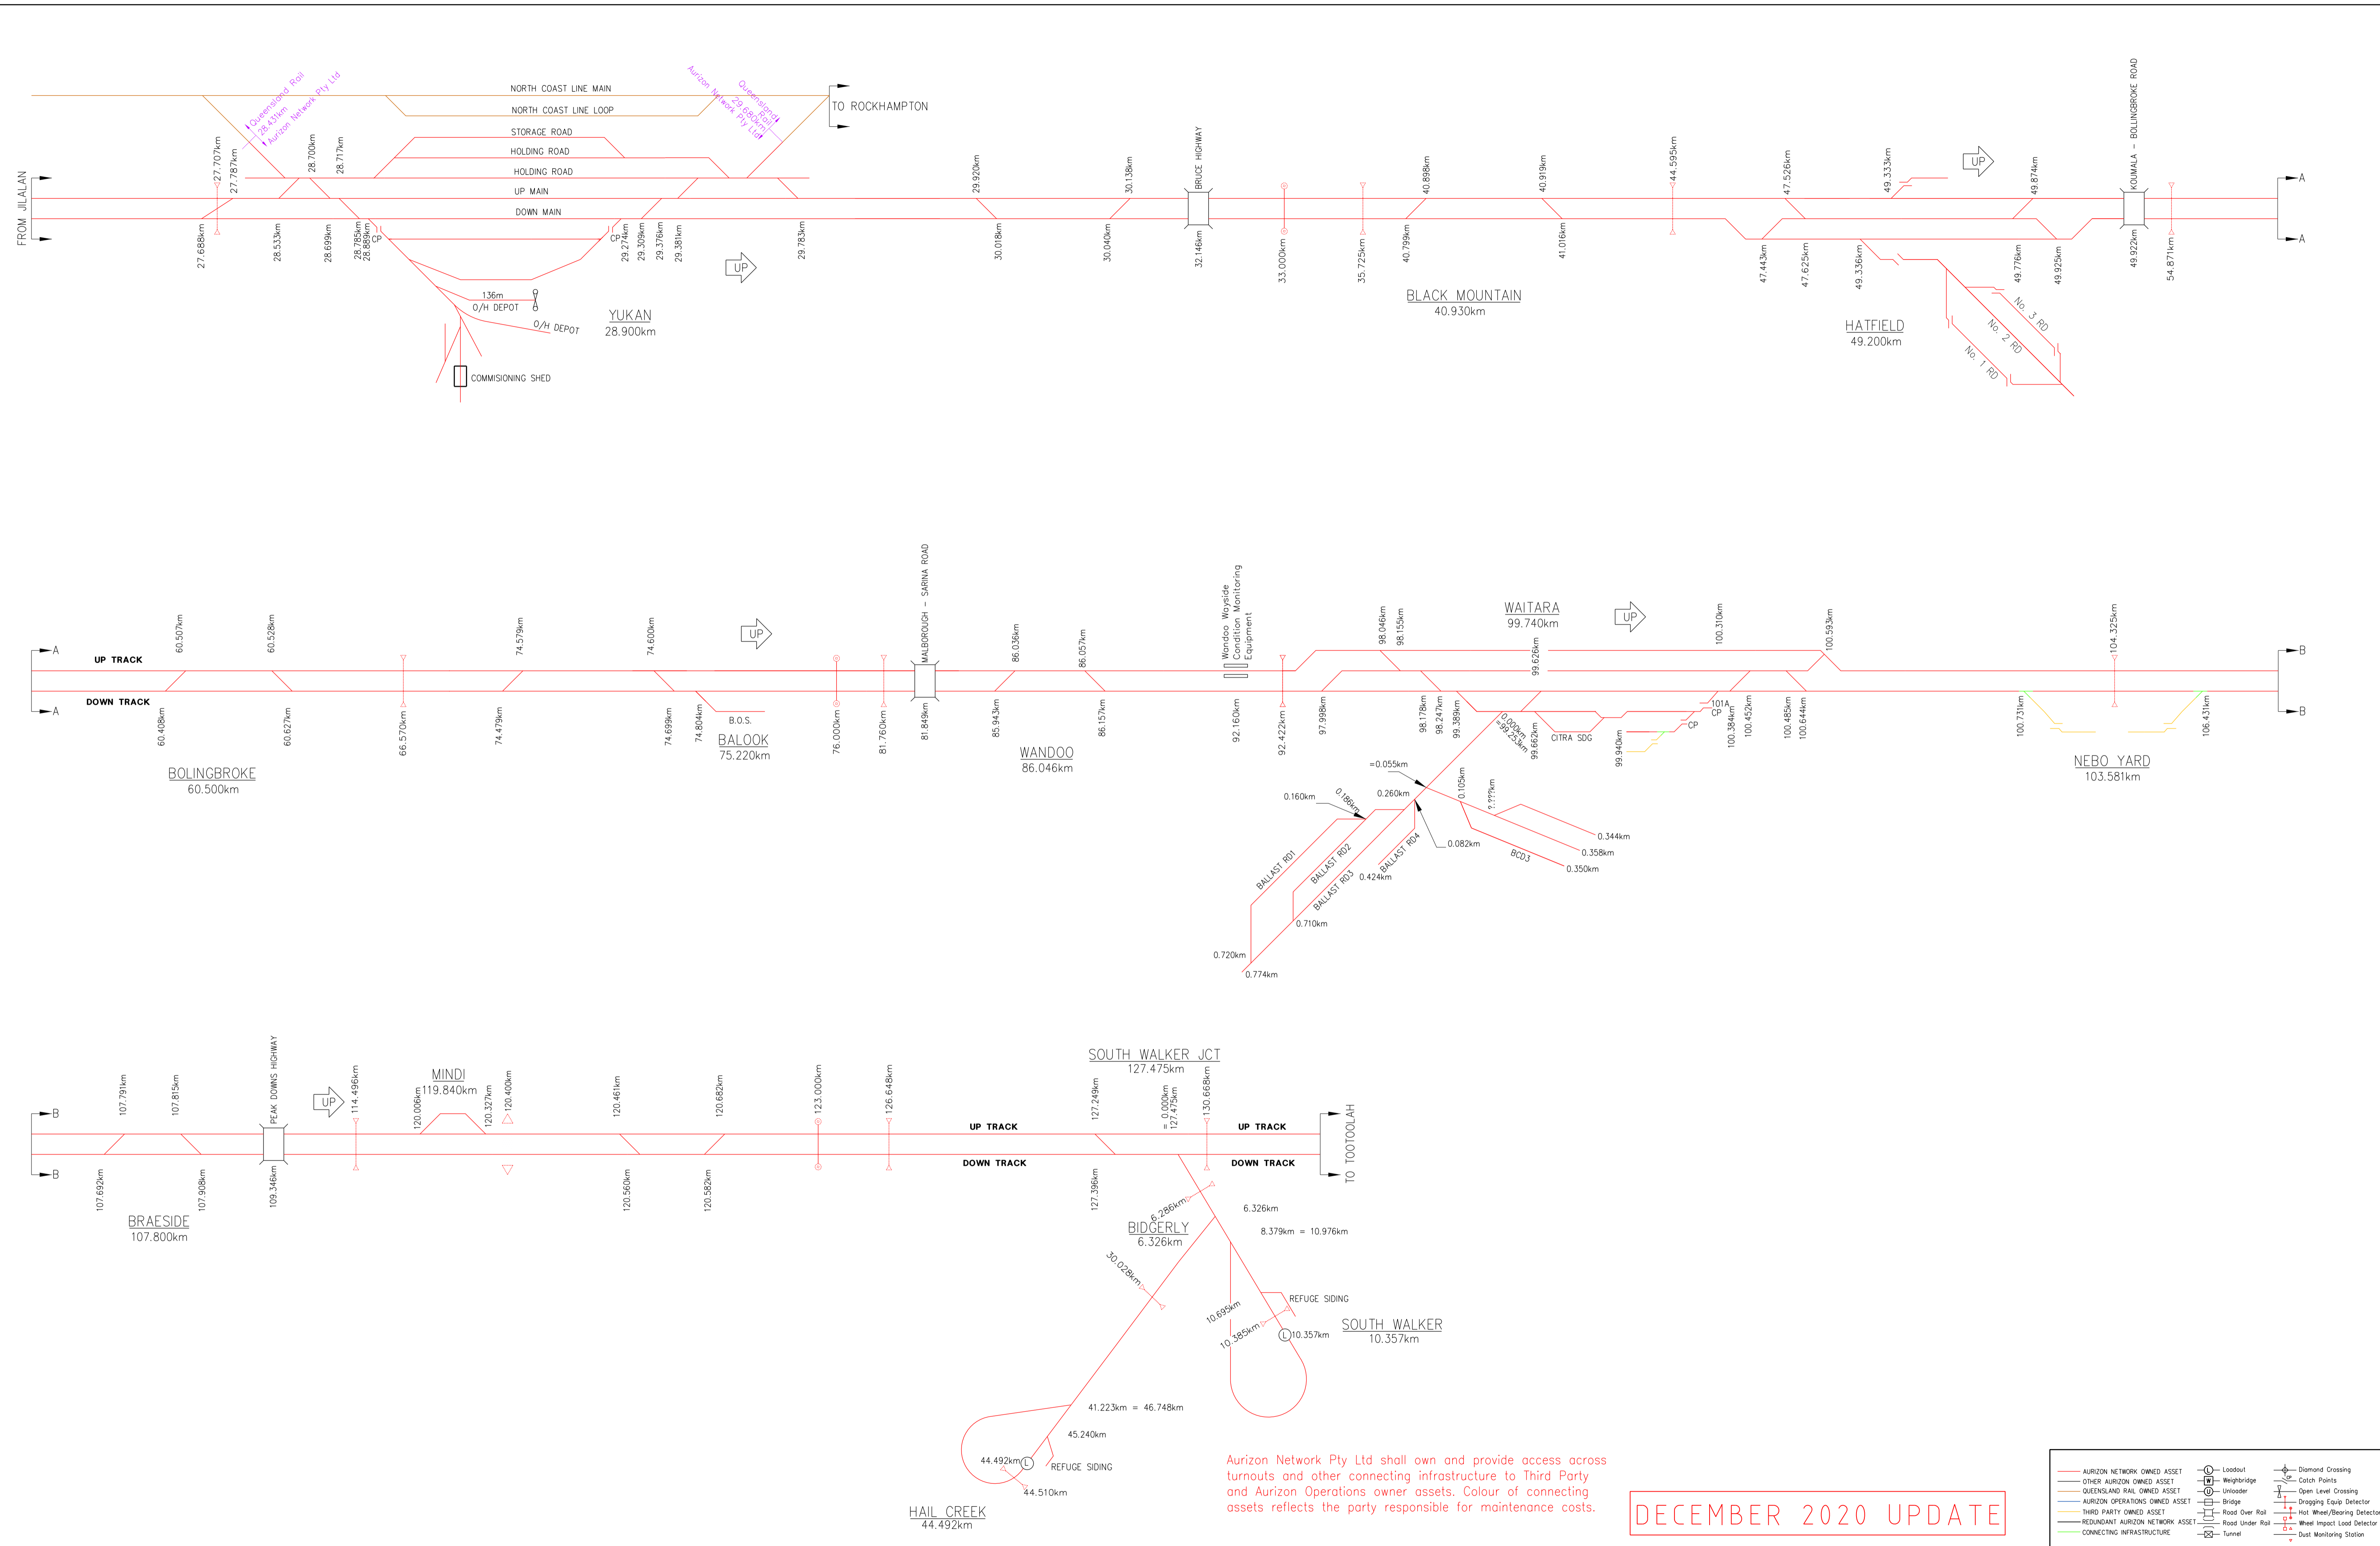 NORTH COAST LINE MAIN
NORTH COAST LINE LOOP
STORAGE ROAD
HOLDING ROAD
HOLDING ROAD
UP MAIN
DOWN MAIN
TO ROCKHAMPTON
FROM JILALAN
Queensland Rail
28.431km
Aurizon Network Pty Ltd
Queensland Rail
29.680km
Aurizon Network Pty Ltd
27.707km
27.787km
28.700km
28.717km
27.688km
28.533km
28.699km
28.785km
28.889km
CP
CP
29.274km
29.309km
29.376km
29.381km
29.783km
UP
136m
O/H DEPOT
O/H DEPOT
YUKAN
28.900km
COMMISIONING SHED
29.920km
30.138km
30.018km
30.040km
BRUCE HIGHWAY
32.146km
33.000km
35.725km
40.898km
40.919km
40.799km
41.016km
BLACK MOUNTAIN
40.930km
44.595km
47.526km
49.333km
49.874km
UP
KOUMALA - BOLLINGBROKE ROAD
47.443km
47.625km
49.336km
49.776km
49.925km
49.922km
54.871km
A
A
HATFIELD
49.200km
No. 3 RD
No. 2 RD
No. 1 RD
A
A
UP TRACK
DOWN TRACK
60.507km
60.528km
60.408km
60.627km
BOLINGBROKE
60.500km
66.570km
74.579km
74.600km
74.479km
74.699km
74.804km
B.O.S.
BALOOK
75.220km
UP
76.000km
81.760km
MALBOROUGH - SARINA ROAD
81.849km
86.036km
86.057km
85.943km
86.157km
WANDOO
86.046km
Wandoo Wayside
Condition Monitoring
Equipment
92.160km
92.422km
97.998km
98.046km
98.155km
98.178km
98.247km
99.389km
WAITARA
99.740km
UP
99.626km
0.000km
=99.253km
99.662km
CITRA SDG
99.940km
101A
CP
CP
100.310km
100.593km
100.384km
100.452km
100.485km
100.644km
100.731km
104.325km
106.431km
NEBO YARD
103.581km
B
B
=0.055km
0.260km
0.105km
?.???km
0.160km
0.186km
0.344km
0.358km
0.350km
BCD3
0.082km
BALLAST RD1
BALLAST RD2
BALLAST RD3
BALLAST RD4
0.424km
0.710km
0.720km
0.774km
B
B
107.791km
107.815km
107.692km
107.908km
BRAESIDE
107.800km
PEAK DOWNS HIGHWAY
109.346km
UP
114.496km
MINDI
119.840km
120.006km
120.327km
120.400km
120.461km
120.682km
120.560km
120.582km
123.000km
126.648km
UP TRACK
DOWN TRACK
SOUTH WALKER JCT
127.475km
127.249km
127.396km
= 0.000km
127.475km
130.668km
UP TRACK
DOWN TRACK
TO TOOTOOLAH
6.286km
6.326km
BIDGERLY
6.326km
8.379km = 10.976km
30.028km
REFUGE SIDING
10.695km
10.385km
L
10.357km
SOUTH WALKER
10.357km
41.223km = 46.748km
45.240km
44.492km
L
REFUGE SIDING
44.510km
HAIL CREEK
44.492km
Aurizon Network Pty Ltd shall own and provide access across
turnouts and other connecting infrastructure to Third Party
and Aurizon Operations owner assets. Colour of connecting
assets reflects the party responsible for maintenance costs.
DECEMBER 2020 UPDATE
AURIZON NETWORK OWNED ASSET
OTHER AURIZON OWNED ASSET
QUEENSLAND RAIL OWNED ASSET
AURIZON OPERATIONS OWNED ASSET
THIRD PARTY OWNED ASSET
REDUNDANT AURIZON NETWORK ASSET
CONNECTING INFRASTRUCTURE
L Loadout
W Weighbridge
U Unloader
Bridge
Road Over Rail
Road Under Rail
Tunnel
Diamond Crossing
CP Catch Points
Open Level Crossing
Dragging Equip Detector
Hot Wheel/Bearing Detector
Wheel Impact Load Detector
Dust Monitoring Station